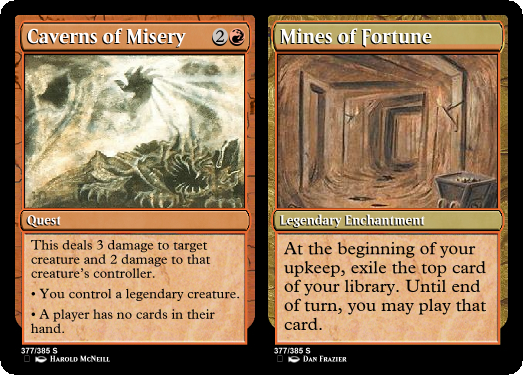 Caverns of Misery 2
Quest
This deals 3 damage to target
creature and 2 damage to that
creature's controller.
• You control a legendary creature.
• A player has no cards in their
hand.
377/385 S
Harold McNeill
Mines of Fortune
Legendary Enchantment
At the beginning of your
upkeep, exile the top card
of your library. Until end
of turn, you may play that
card.
377/385 S
Dan Frazier